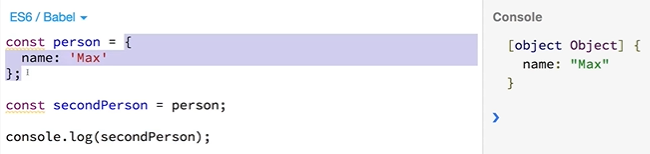 ES6 / Babel
const person = {
  name: 'Max'
};
const secondPerson = person;
console.log(secondPerson);
Console
[object Object] {
  name: "Max"
}